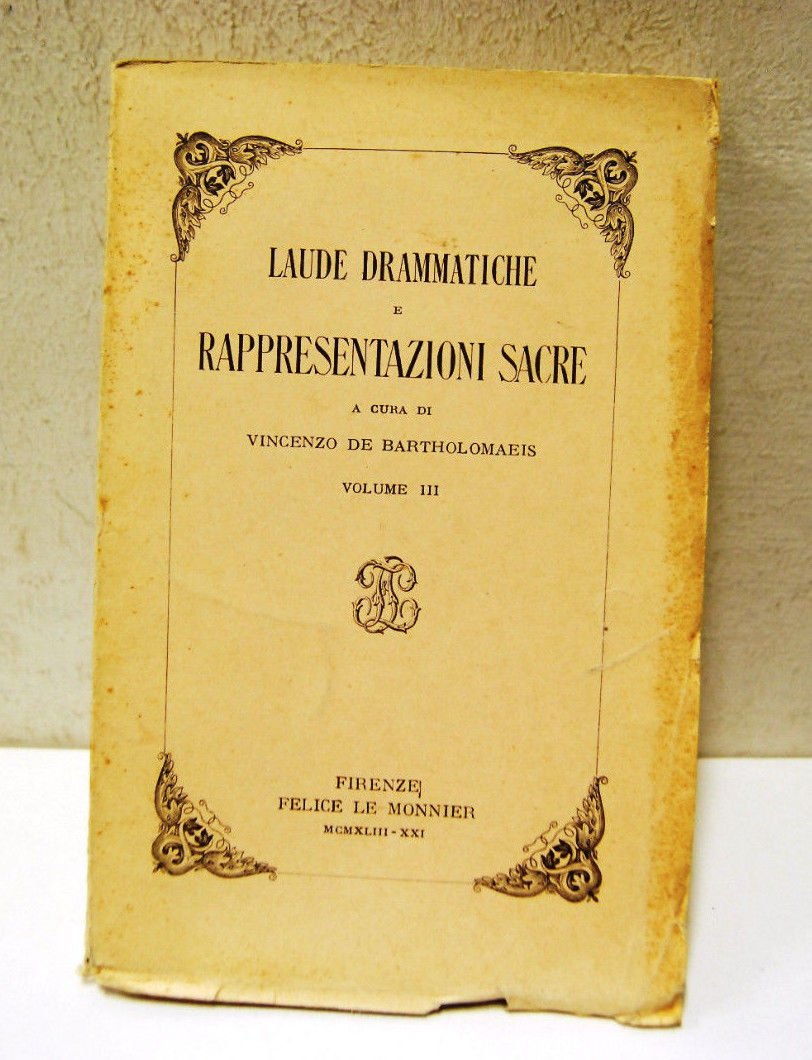 LAUDE DRAMMATICHE
E
RAPPRESENTAZIONI SACRE
A CURA DI
VINCENZO DE BARTHOLOMAEIS
VOLUME III
FIRENZE
FELICE LE MONNIER
MCMXLIII-XXI